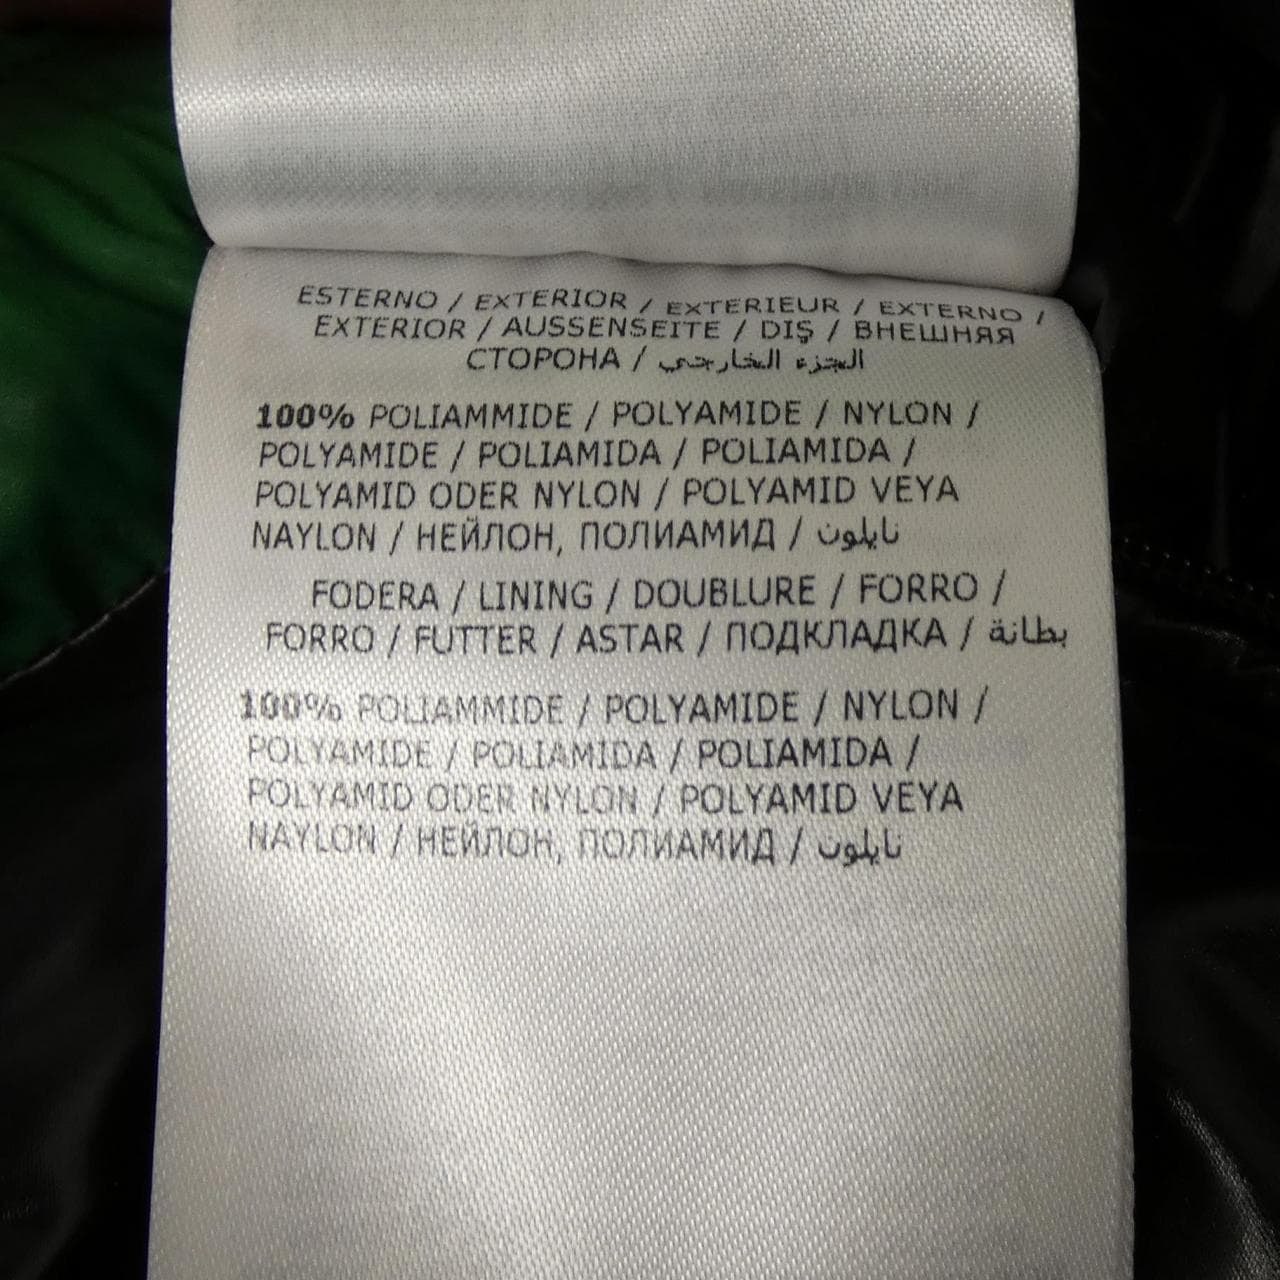 ESTERNO / EXTERIOR / EXTERIEUR / EXTERNO /
EXTERIOR / AUSSENSEITE / DIŞ / ВНЕШНЯЯ
СТОРОНА / الجزء الخارجي
100% POLIAMMIDE / POLYAMIDE / NYLON /
POLYAMIDE / POLIAMIDA / POLIAMIDA /
POLYAMID ODER NYLON / POLYAMID VEYA
NAYLON / НЕЙЛОН, ПОЛИАМИД / نايلون
FODERA / LINING / DOUBLURE / FORRO /
FORRO / FUTTER / ASTAR / ПОДКЛАДКА / بطانة
100% POLIAMMIDE / POLYAMIDE / NYLON /
POLYAMIDE / POLIAMIDA / POLIAMIDA /
POLYAMID ODER NYLON / POLYAMID VEYA
NAYLON / НЕЙЛОН, ПОЛИАМИД / نايلون